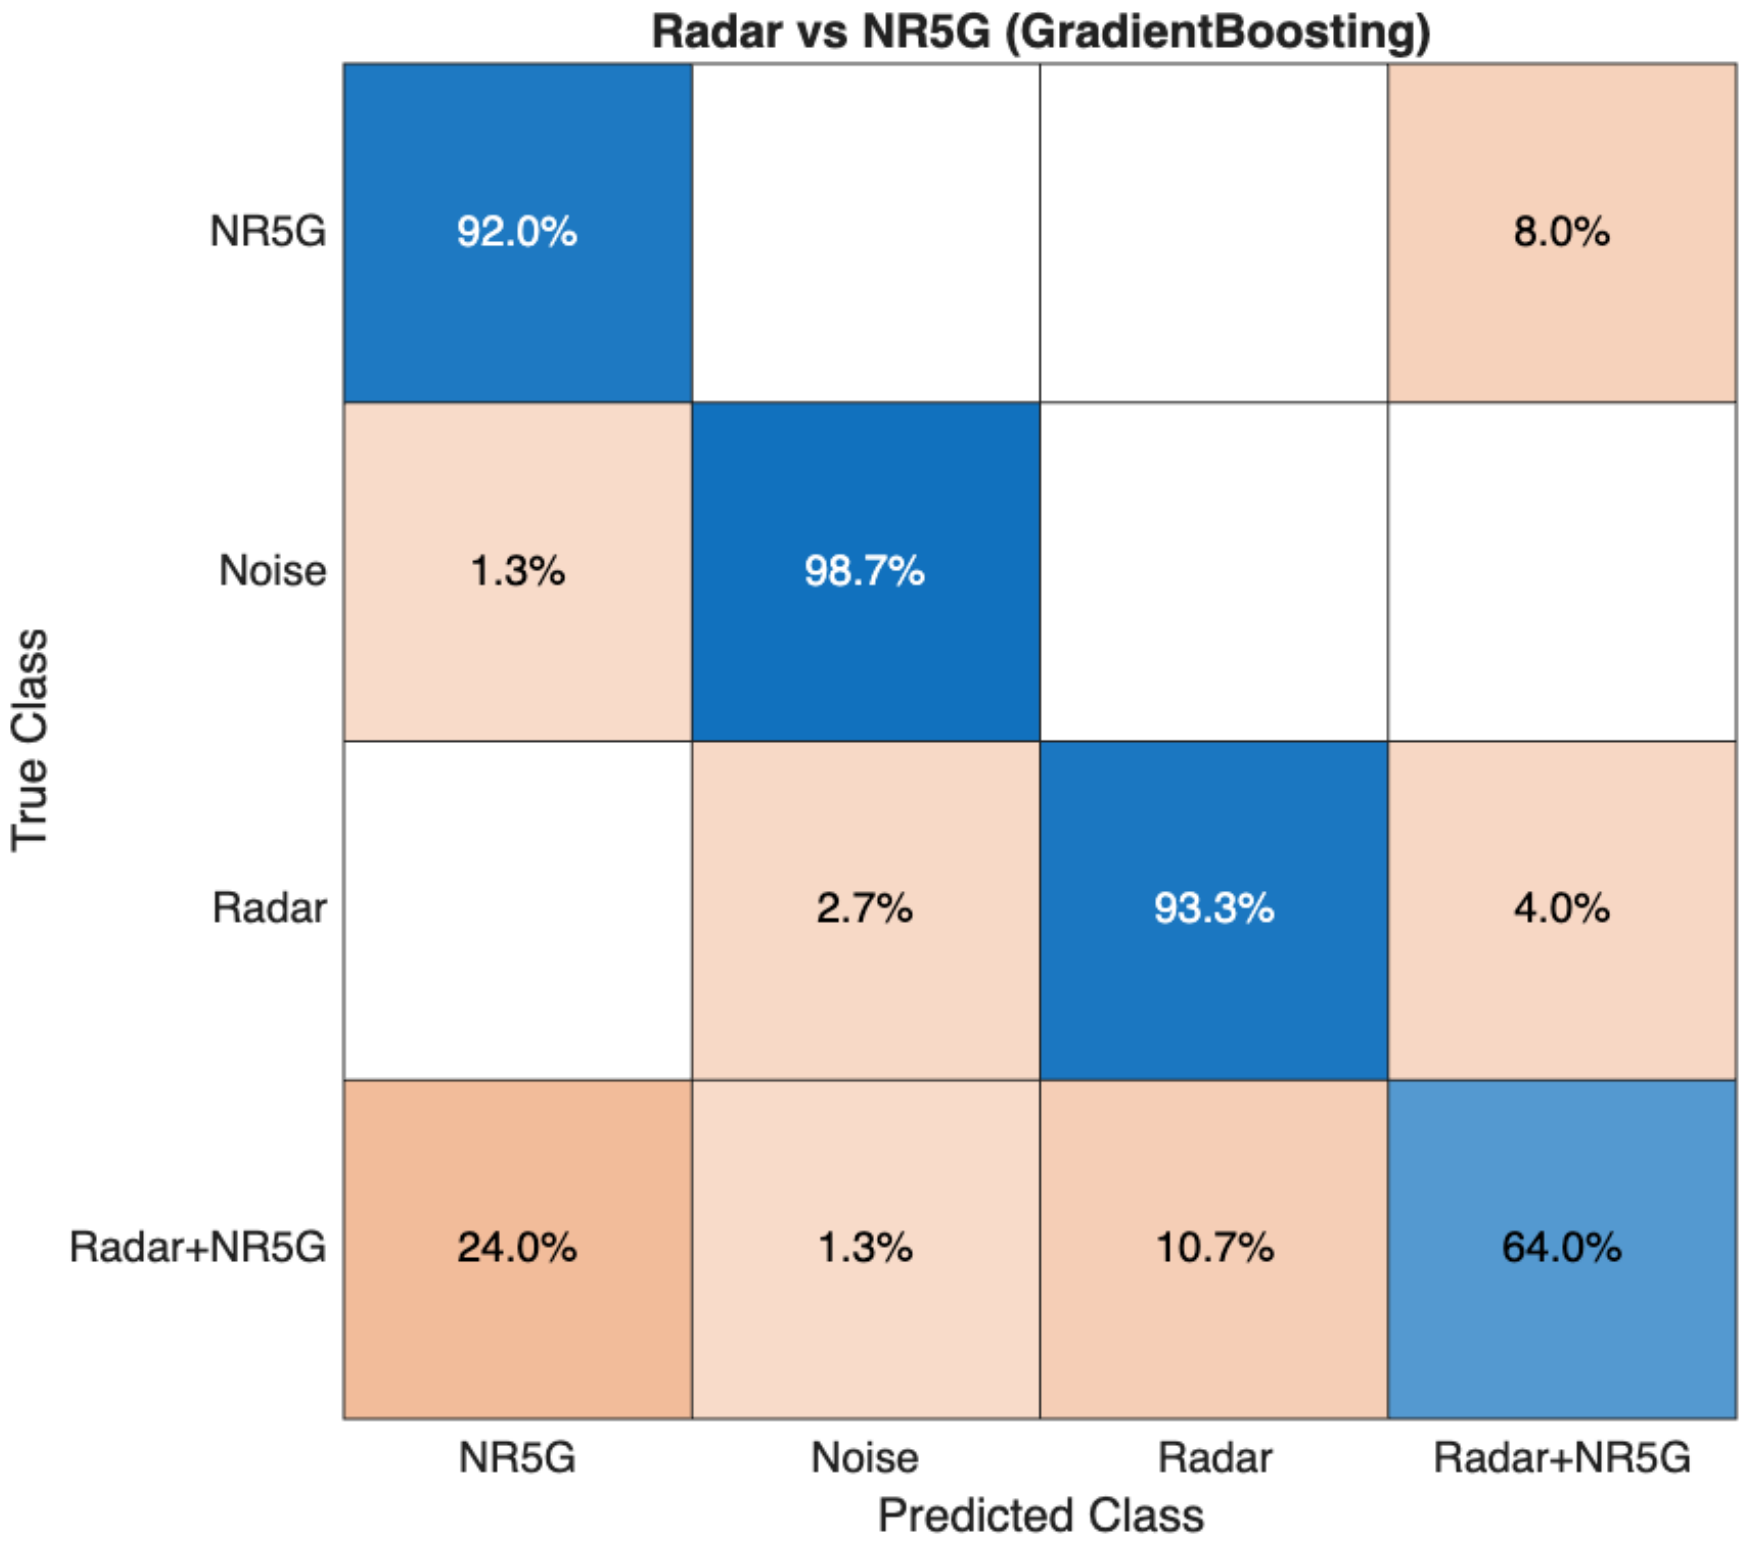 Radar vs NR5G (GradientBoosting)
True Class
NR5G
92.0%
8.0%
Noise
1.3%
98.7%
Radar
2.7%
93.3%
4.0%
Radar+NR5G
24.0%
1.3%
10.7%
64.0%
NR5G
Noise
Radar
Radar+NR5G
Predicted Class